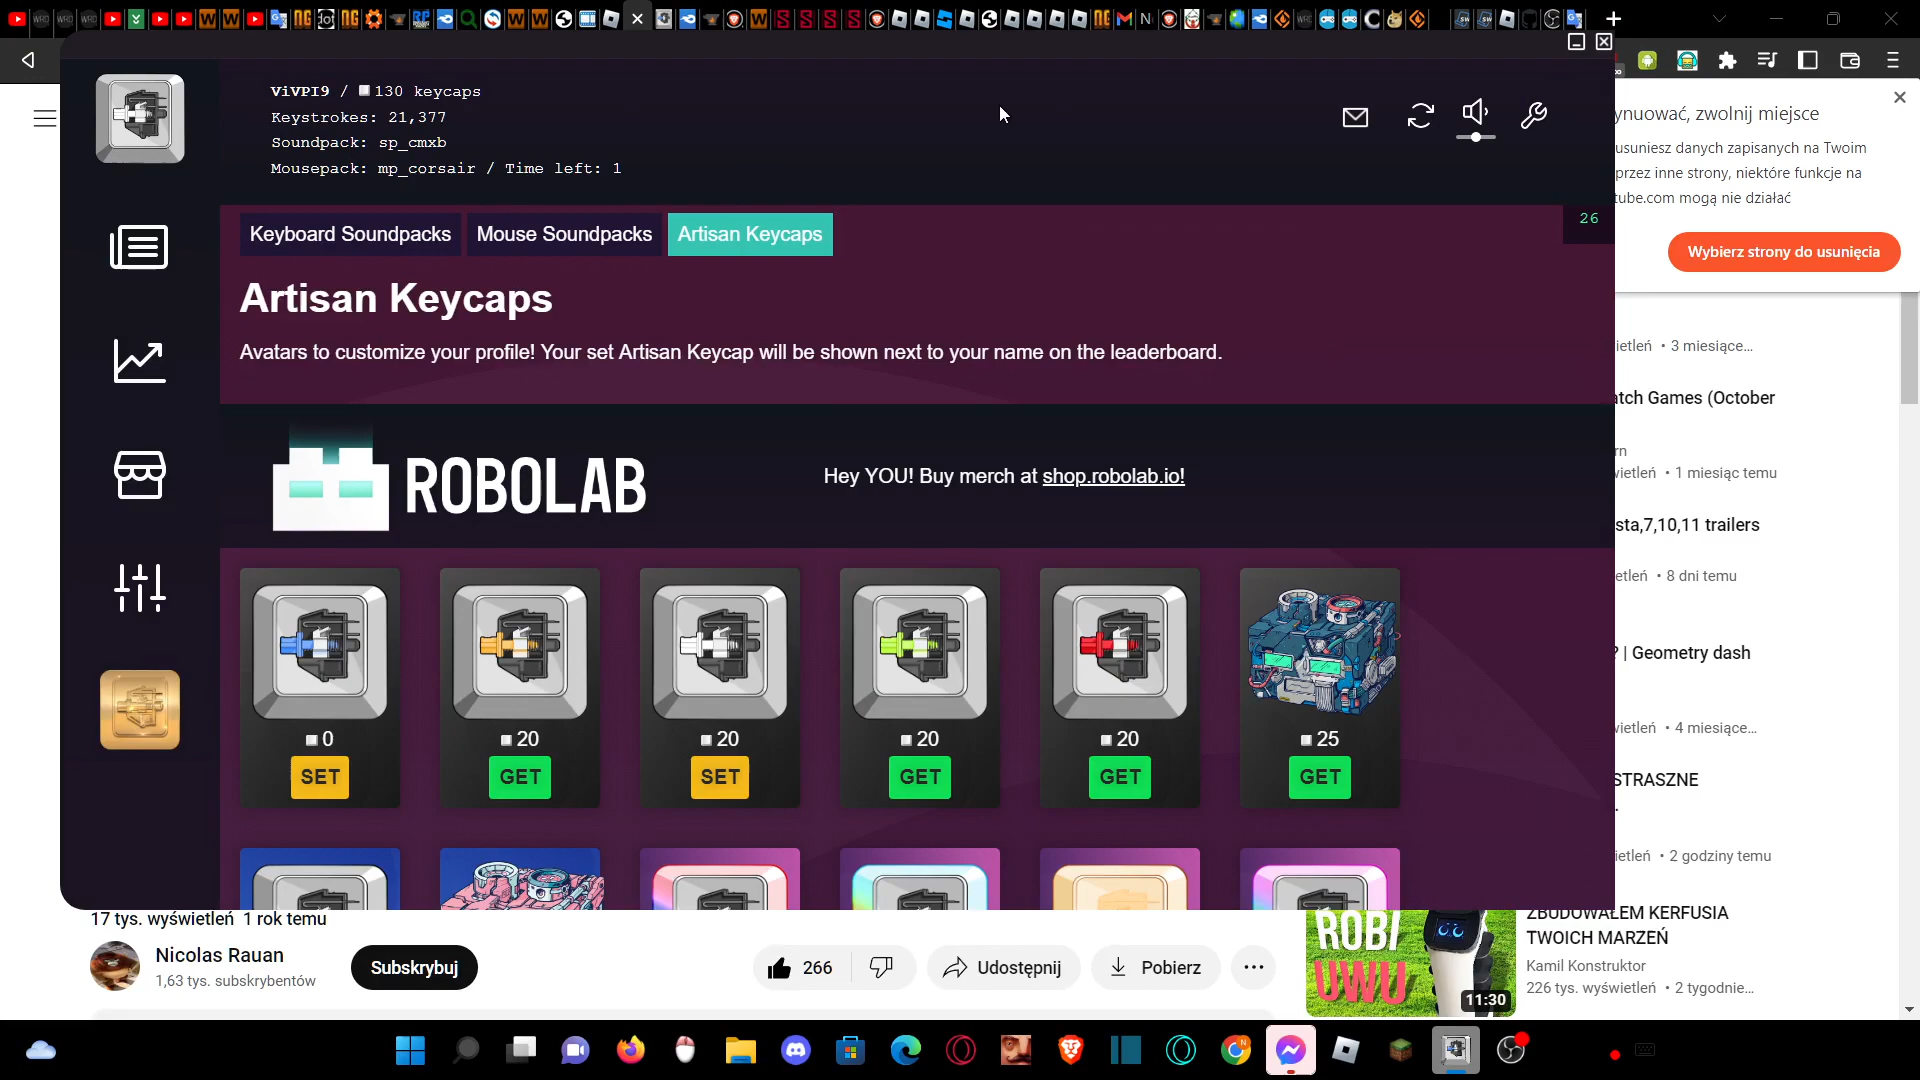 ViVPI9 / 130 keycaps
Keystrokes: 21,377
Soundpack: sp_cmxb
Mousepack: mp_corsair / Time left: 1
26
Keyboard Soundpacks
Mouse Soundpacks
Artisan Keycaps
Artisan Keycaps
Avatars to customize your profile! Your set Artisan Keycap will be shown next to your name on the leaderboard.
ROBOLAB
Hey YOU! Buy merch at shop.robolab.io!
0
20
20
20
20
25
SET
GET
SET
GET
GET
GET
ynuować, zwolnij miejsce
usuniesz danych zapisanych na Twoim
przez inne strony, niektóre funkcje na
tube.com mogą nie działać
Wybierz strony do usunięcia
ietleń • 3 miesiące...
atch Games (October
rn
wietleń • 1 miesiąc temu
sta,7,10,11 trailers
etleń • 8 dni temu
? | Geometry dash
wietleń • 4 miesiące...
STRASZNE
ietleń • 2 godziny temu
17 tys. wyświetleń 1 rok temu
Nicolas Rauan
1,63 tys. subskrybentów
Subskrybuj
266
Udostępnij
Pobierz
ROBI
UWU
11:30
ZBUDOWAŁEM KERFUSIA
TWOICH MARZEŃ
Kamil Konstruktor
226 tys. wyświetleń • 2 tygodnie...